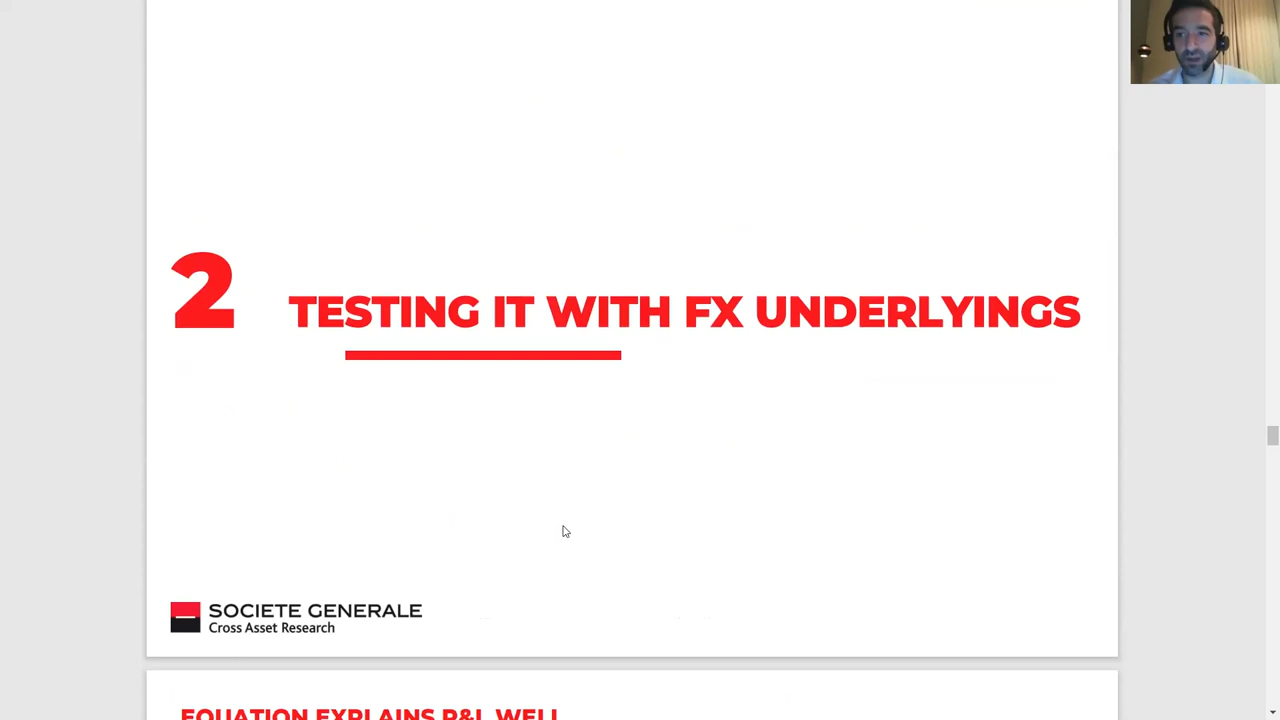 2 TESTING IT WITH FX UNDERLYINGS
SOCIETE GENERALE
Cross Asset Research
EQUATION EXPLAINS P&L WELL